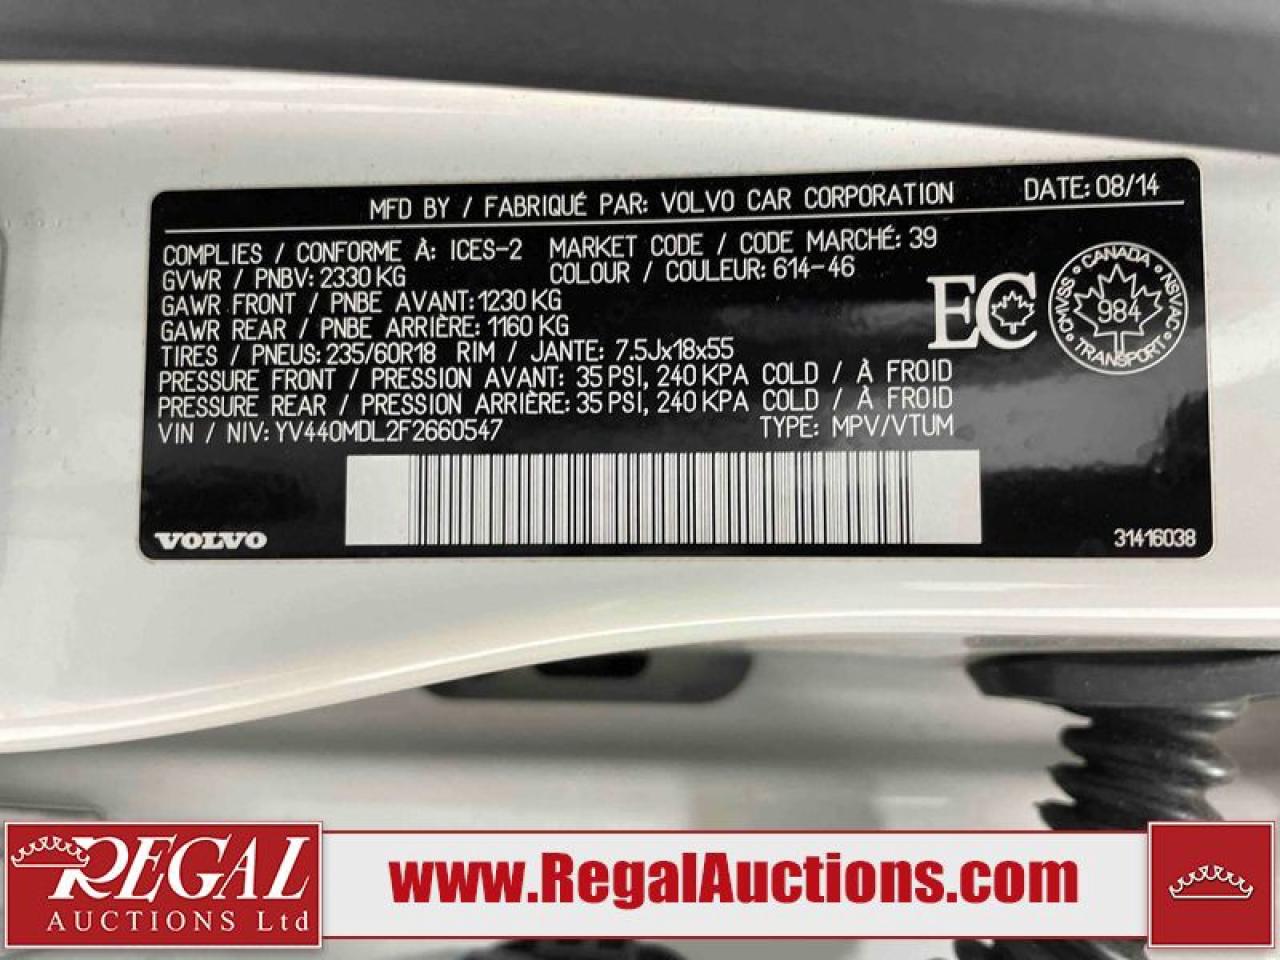 MFD BY / FABRIQUÉ PAR: VOLVO CAR CORPORATION DATE: 08/14
COMPLIES / CONFORME À: ICES-2 MARKET CODE / CODE MARCHÉ: 39
GVWR / PNBV: 2330 KG COLOUR / COULEUR: 614-46
GAWR FRONT / PNBE AVANT: 1230 KG
GAWR REAR / PNBE ARRIÈRE: 1160 KG
TIRES / PNEUS: 235/60R18 RIM / JANTE: 7.5Jx18x55
PRESSURE FRONT / PRESSION AVANT: 35 PSI, 240 KPA COLD / À FROID
PRESSURE REAR / PRESSION ARRIÈRE: 35 PSI, 240 KPA COLD / À FROID
VIN / NIV: YV440MDL2F2660547 TYPE: MPV/VTUM
EC
CANADA
CMVSS 984 NSVAC
TRANSPORT
VOLVO 31416038
REGAL
AUCTIONS Ltd
www.RegalAuctions.com